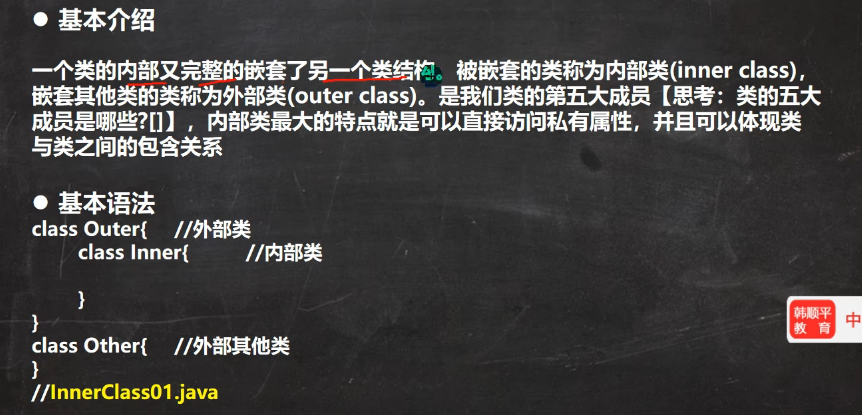 ● 基本介绍
一个类的内部又完整的嵌套了另一个类结构。被嵌套的类称为内部类(inner class)，
嵌套其他类的类称为外部类(outer class)。是我们类的第五大成员【思考：类的五大
成员是哪些?[]】，内部类最大的特点就是可以直接访问私有属性，并且可以体现类
与类之间的包含关系
● 基本语法
class Outer{ //外部类
class Inner{ //内部类
}
}
class Other{ //外部其他类
}
//InnerClass01.java
韩顺平
教 育
中